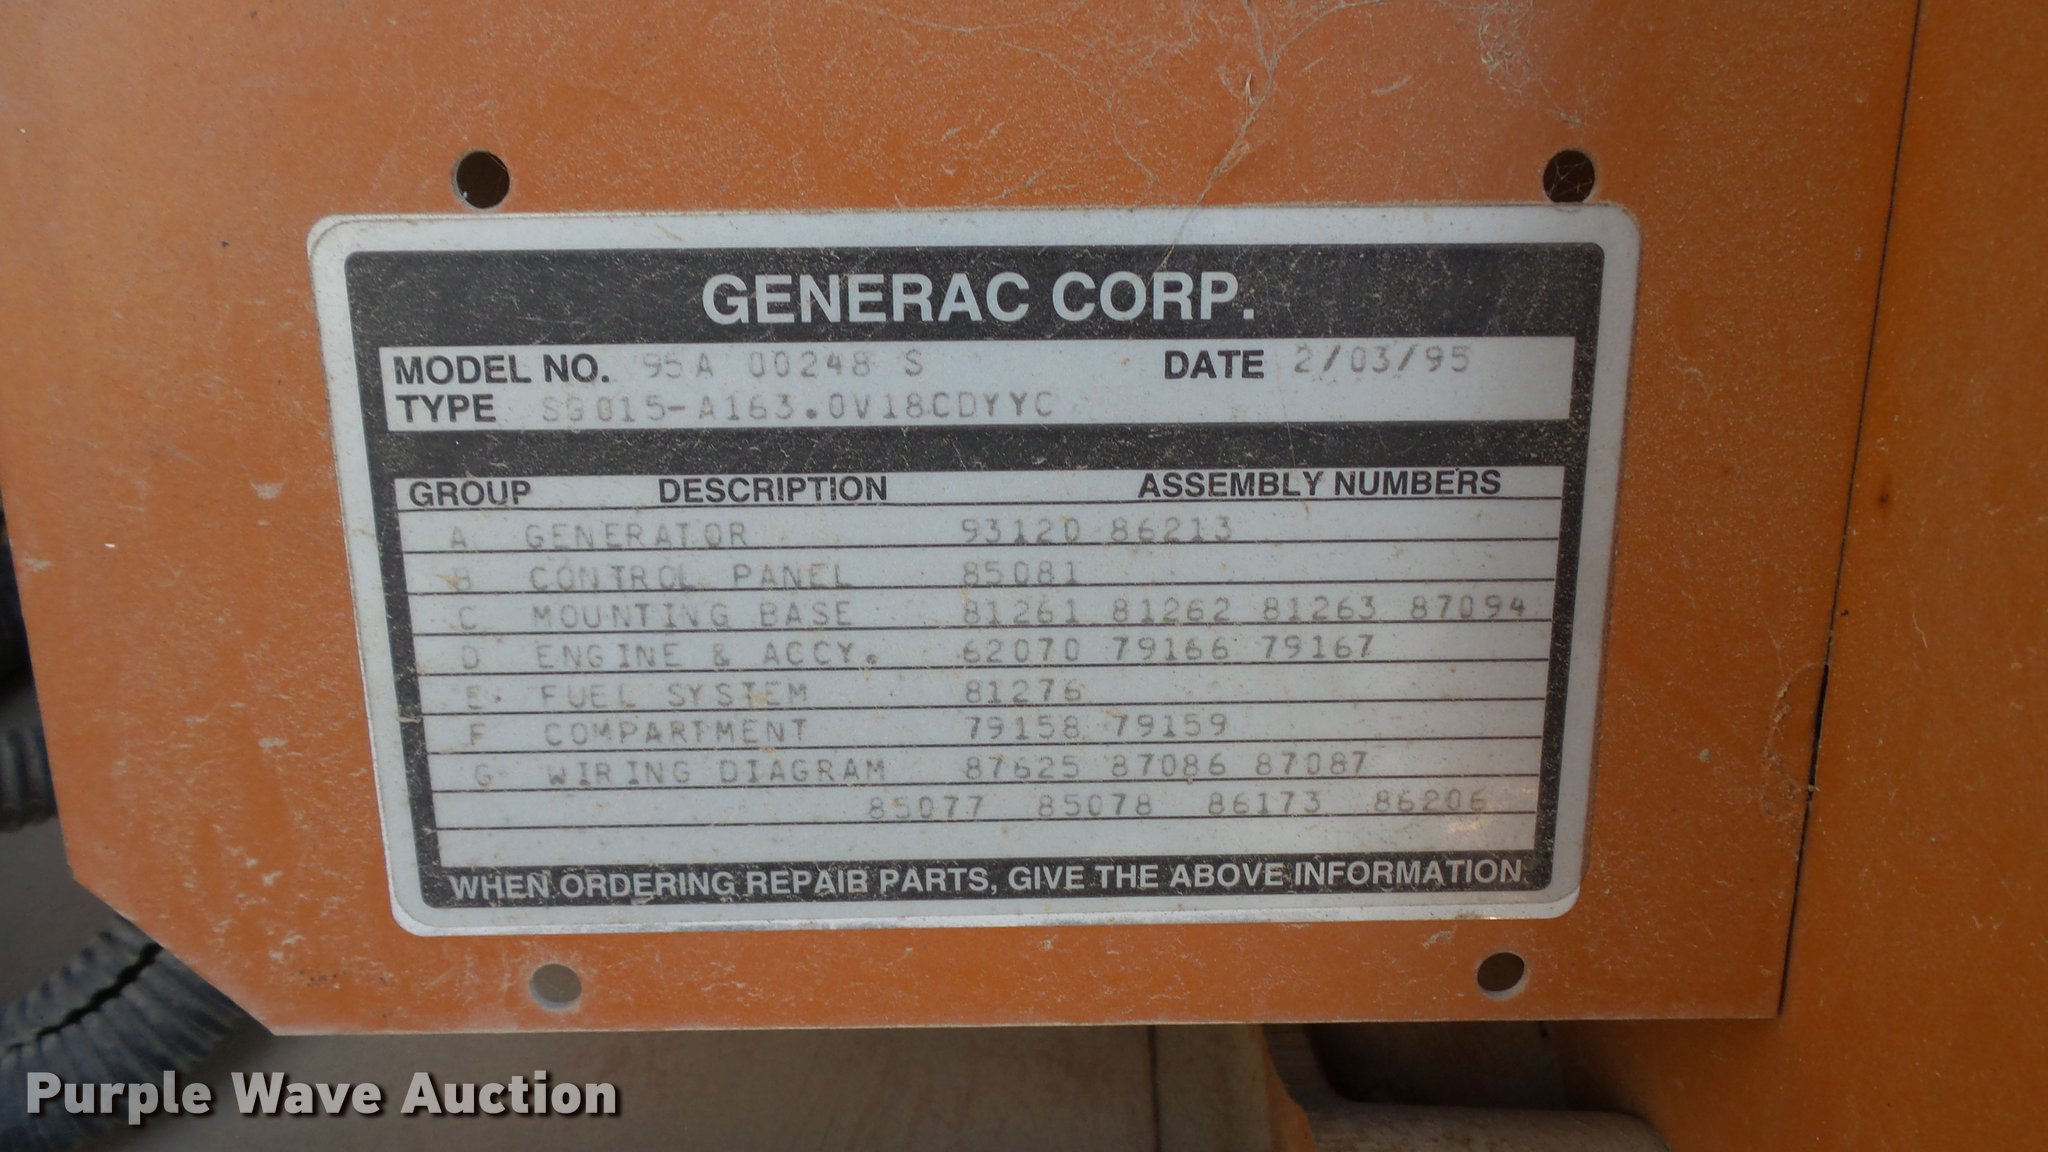 GENERAC CORP.
MODEL NO. 95A 00248 S DATE 2/03/95
TYPE SG015-A163.0V18CDYYC
GROUP DESCRIPTION ASSEMBLY NUMBERS
A GENERATOR 93120 86213
B CONTROL PANEL 85081
C MOUNTING BASE 81261 81262 81263 87094
D ENGINE & ACCY. 62070 79166 79167
E. FUEL SYSTEM 81276
F COMPARTMENT 79158 79159
G WIRING DIAGRAM 87625 87086 87087
85077 85078 86173 86206
WHEN ORDERING REPAIR PARTS, GIVE THE ABOVE INFORMATION
Purple Wave Auction